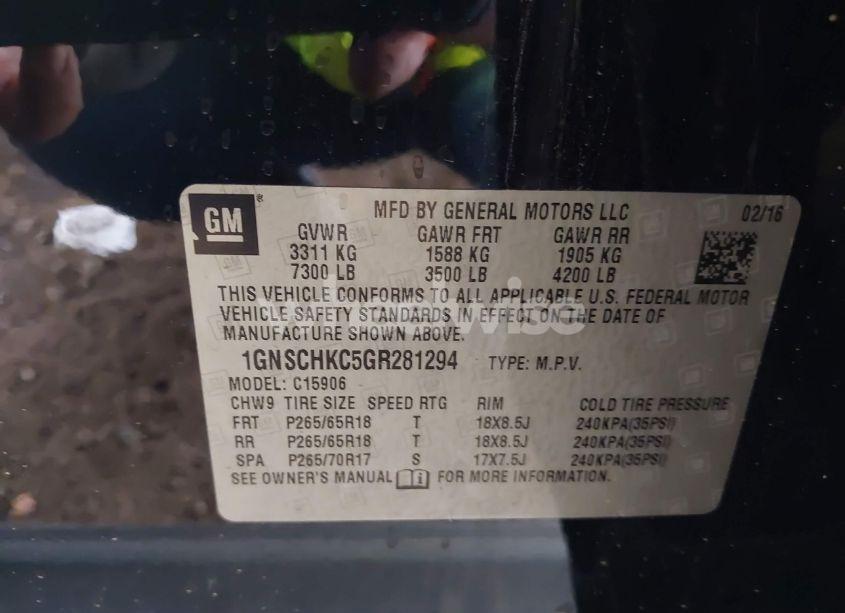 GM ® MFD BY GENERAL MOTORS LLC 02/16
GVWR GAWR FRT GAWR RR
3311 KG 1588 KG 1905 KG
7300 LB 3500 LB 4200 LB
THIS VEHICLE CONFORMS TO ALL APPLICABLE U.S. FEDERAL MOTOR
VEHICLE SAFETY STANDARDS IN EFFECT ON THE DATE OF
MANUFACTURE SHOWN ABOVE.
1GNSCHKC5GR281294 TYPE: M.P.V.
MODEL: C15906
CHW9 TIRE SIZE SPEED RTG RIM COLD TIRE PRESSURE
FRT P265/65R18 T 18X8.5J 240KPA(35PSI)
RR P265/65R18 T 18X8.5J 240KPA(35PSI)
SPA P265/70R17 S 17X7.5J 240KPA(35PSI)
SEE OWNER'S MANUAL FOR MORE INFORMATION.